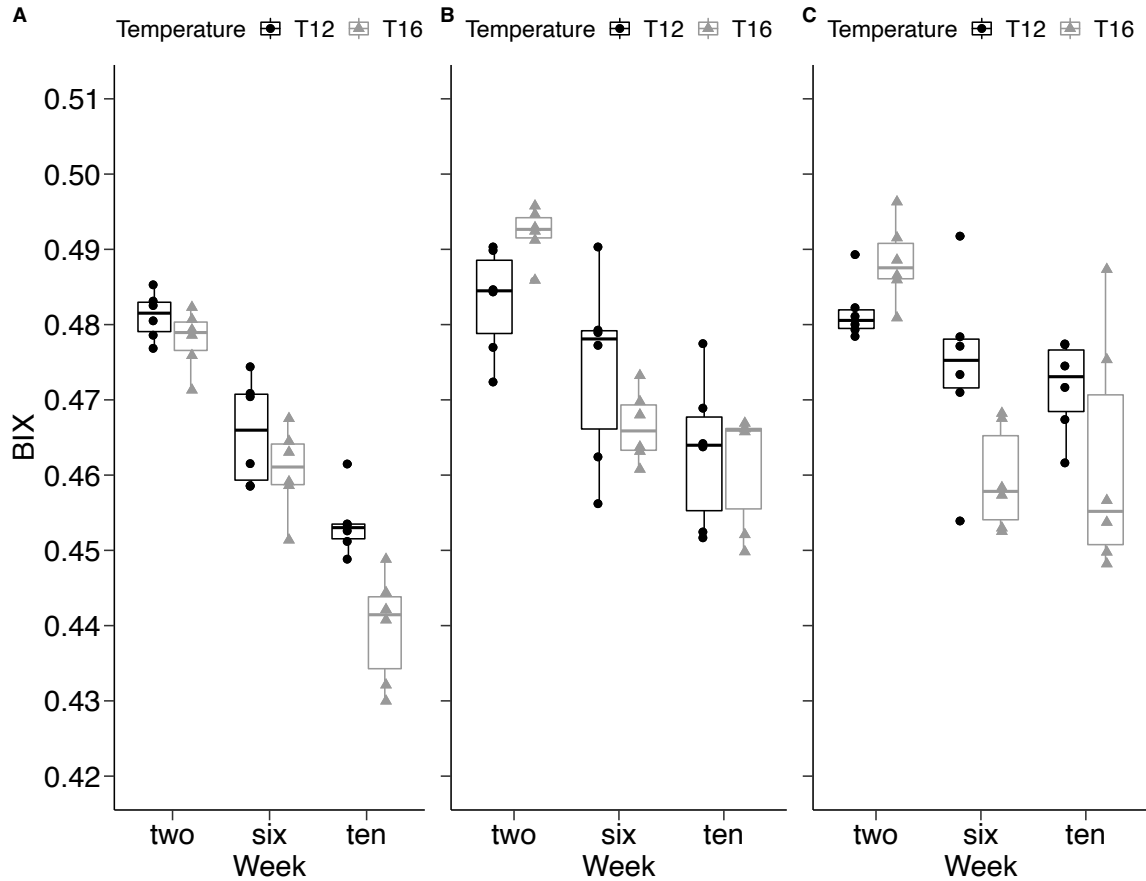 A
B
C
Temperature T12 T16
Temperature T12 T16
Temperature T12 T16
BIX
0.51
0.50
0.49
0.48
0.47
0.46
0.45
0.44
0.43
0.42
two six ten
two six ten
two six ten
Week
Week
Week